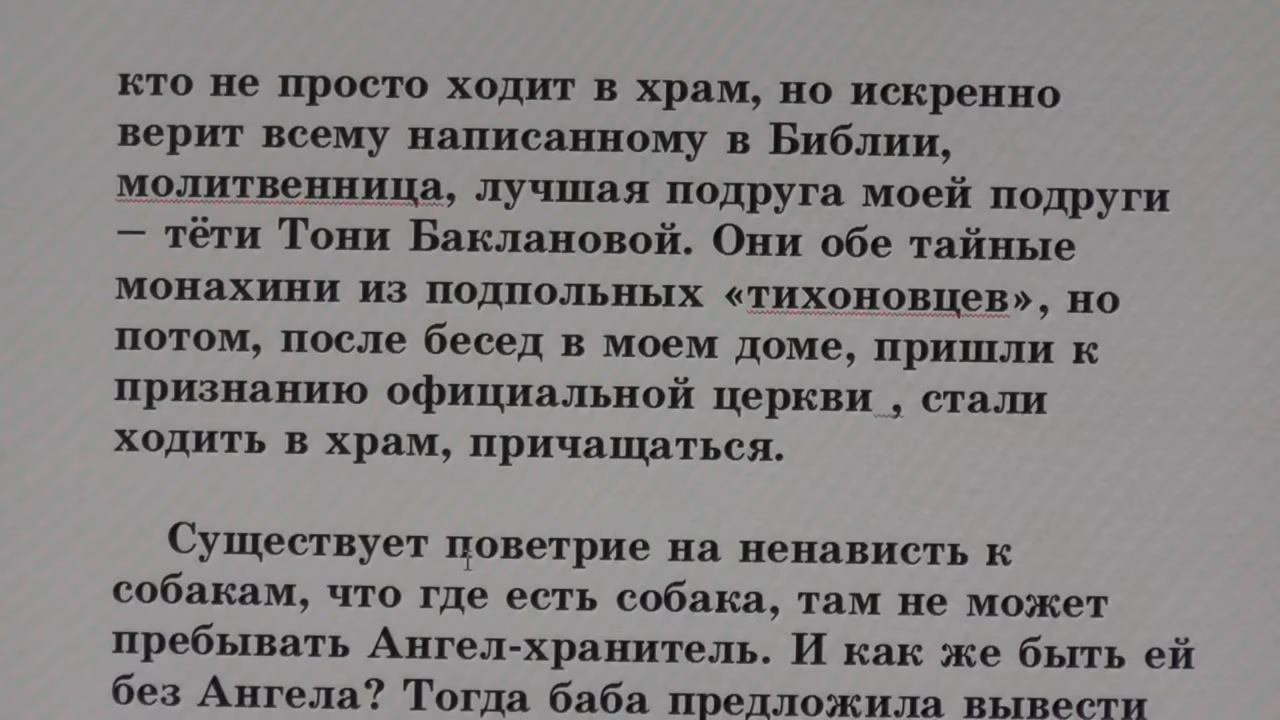 кто не просто ходит в храм, но искренно
верит всему написанному в Библии,
молитвенница, лучшая подруга моей подруги
– тёти Тони Баклановой. Они обе тайные
монахини из подпольных «тихоновцев», но
потом, после бесед в моем доме, пришли к
признанию официальной церкви , стали
ходить в храм, причащаться.
Существует поветрие на ненависть к
собакам, что где есть собака, там не может
пребывать Ангел-хранитель. И как же быть ей
без Ангела? Тогда баба предложила вывести